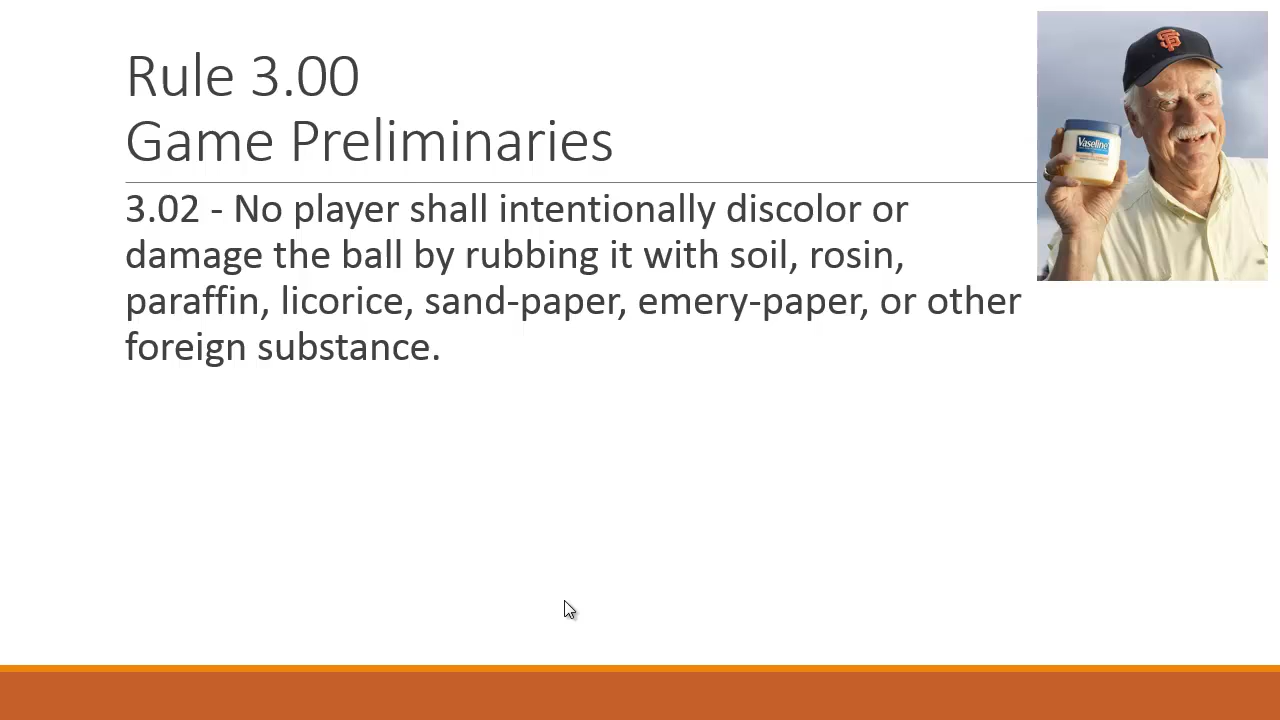 Rule 3.00
Game Preliminaries
3.02 - No player shall intentionally discolor or
damage the ball by rubbing it with soil, rosin,
paraffin, licorice, sand-paper, emery-paper, or other
foreign substance.
SF
Vaseline